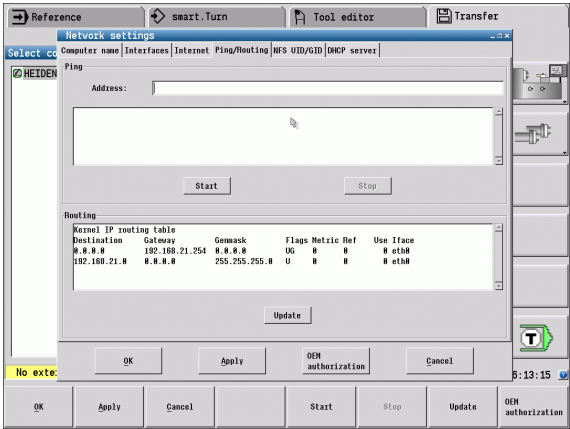 Reference smart.Turn Tool editor Transfer
Network settings
Select co
Computer name Interfaces Internet Ping/Routing NFS UID/GID DHCP server
HEIDEN
Ping
Address:
Start Stop
Routing
Kernel IP routing table
Destination Gateway Genmask Flags Metric Ref Use Iface
0.0.0.0 192.168.21.254 0.0.0.0 UG 0 0 0 eth0
192.168.21.0 0.0.0.0 255.255.255.0 U 0 0 0 eth0
Update
T
OK Apply OEM authorization Cancel
No exte
6:13:15
OK Apply Cancel Start Stop Update OEM authorization